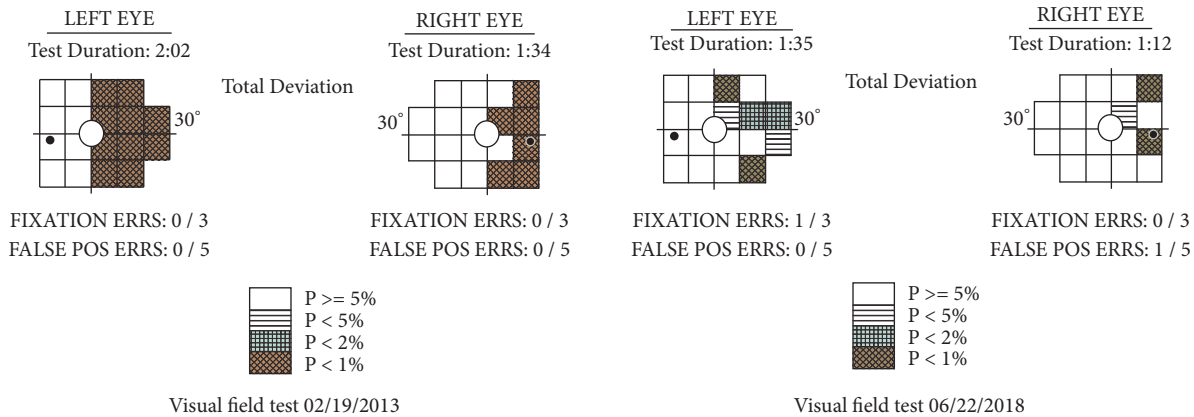 LEFT EYE
Test Duration: 2:02
RIGHT EYE
Test Duration: 1:34
Total Deviation
30°
30°
FIXATION ERRS: 0 / 3
FALSE POS ERRS: 0 / 5
FIXATION ERRS: 0 / 3
FALSE POS ERRS: 0 / 5
P >= 5%
P < 5%
P < 2%
P < 1%
Visual field test 02/19/2013
LEFT EYE
Test Duration: 1:35
RIGHT EYE
Test Duration: 1:12
Total Deviation
30°
30°
FIXATION ERRS: 1 / 3
FALSE POS ERRS: 0 / 5
FIXATION ERRS: 0 / 3
FALSE POS ERRS: 1 / 5
P >= 5%
P < 5%
P < 2%
P < 1%
Visual field test 06/22/2018